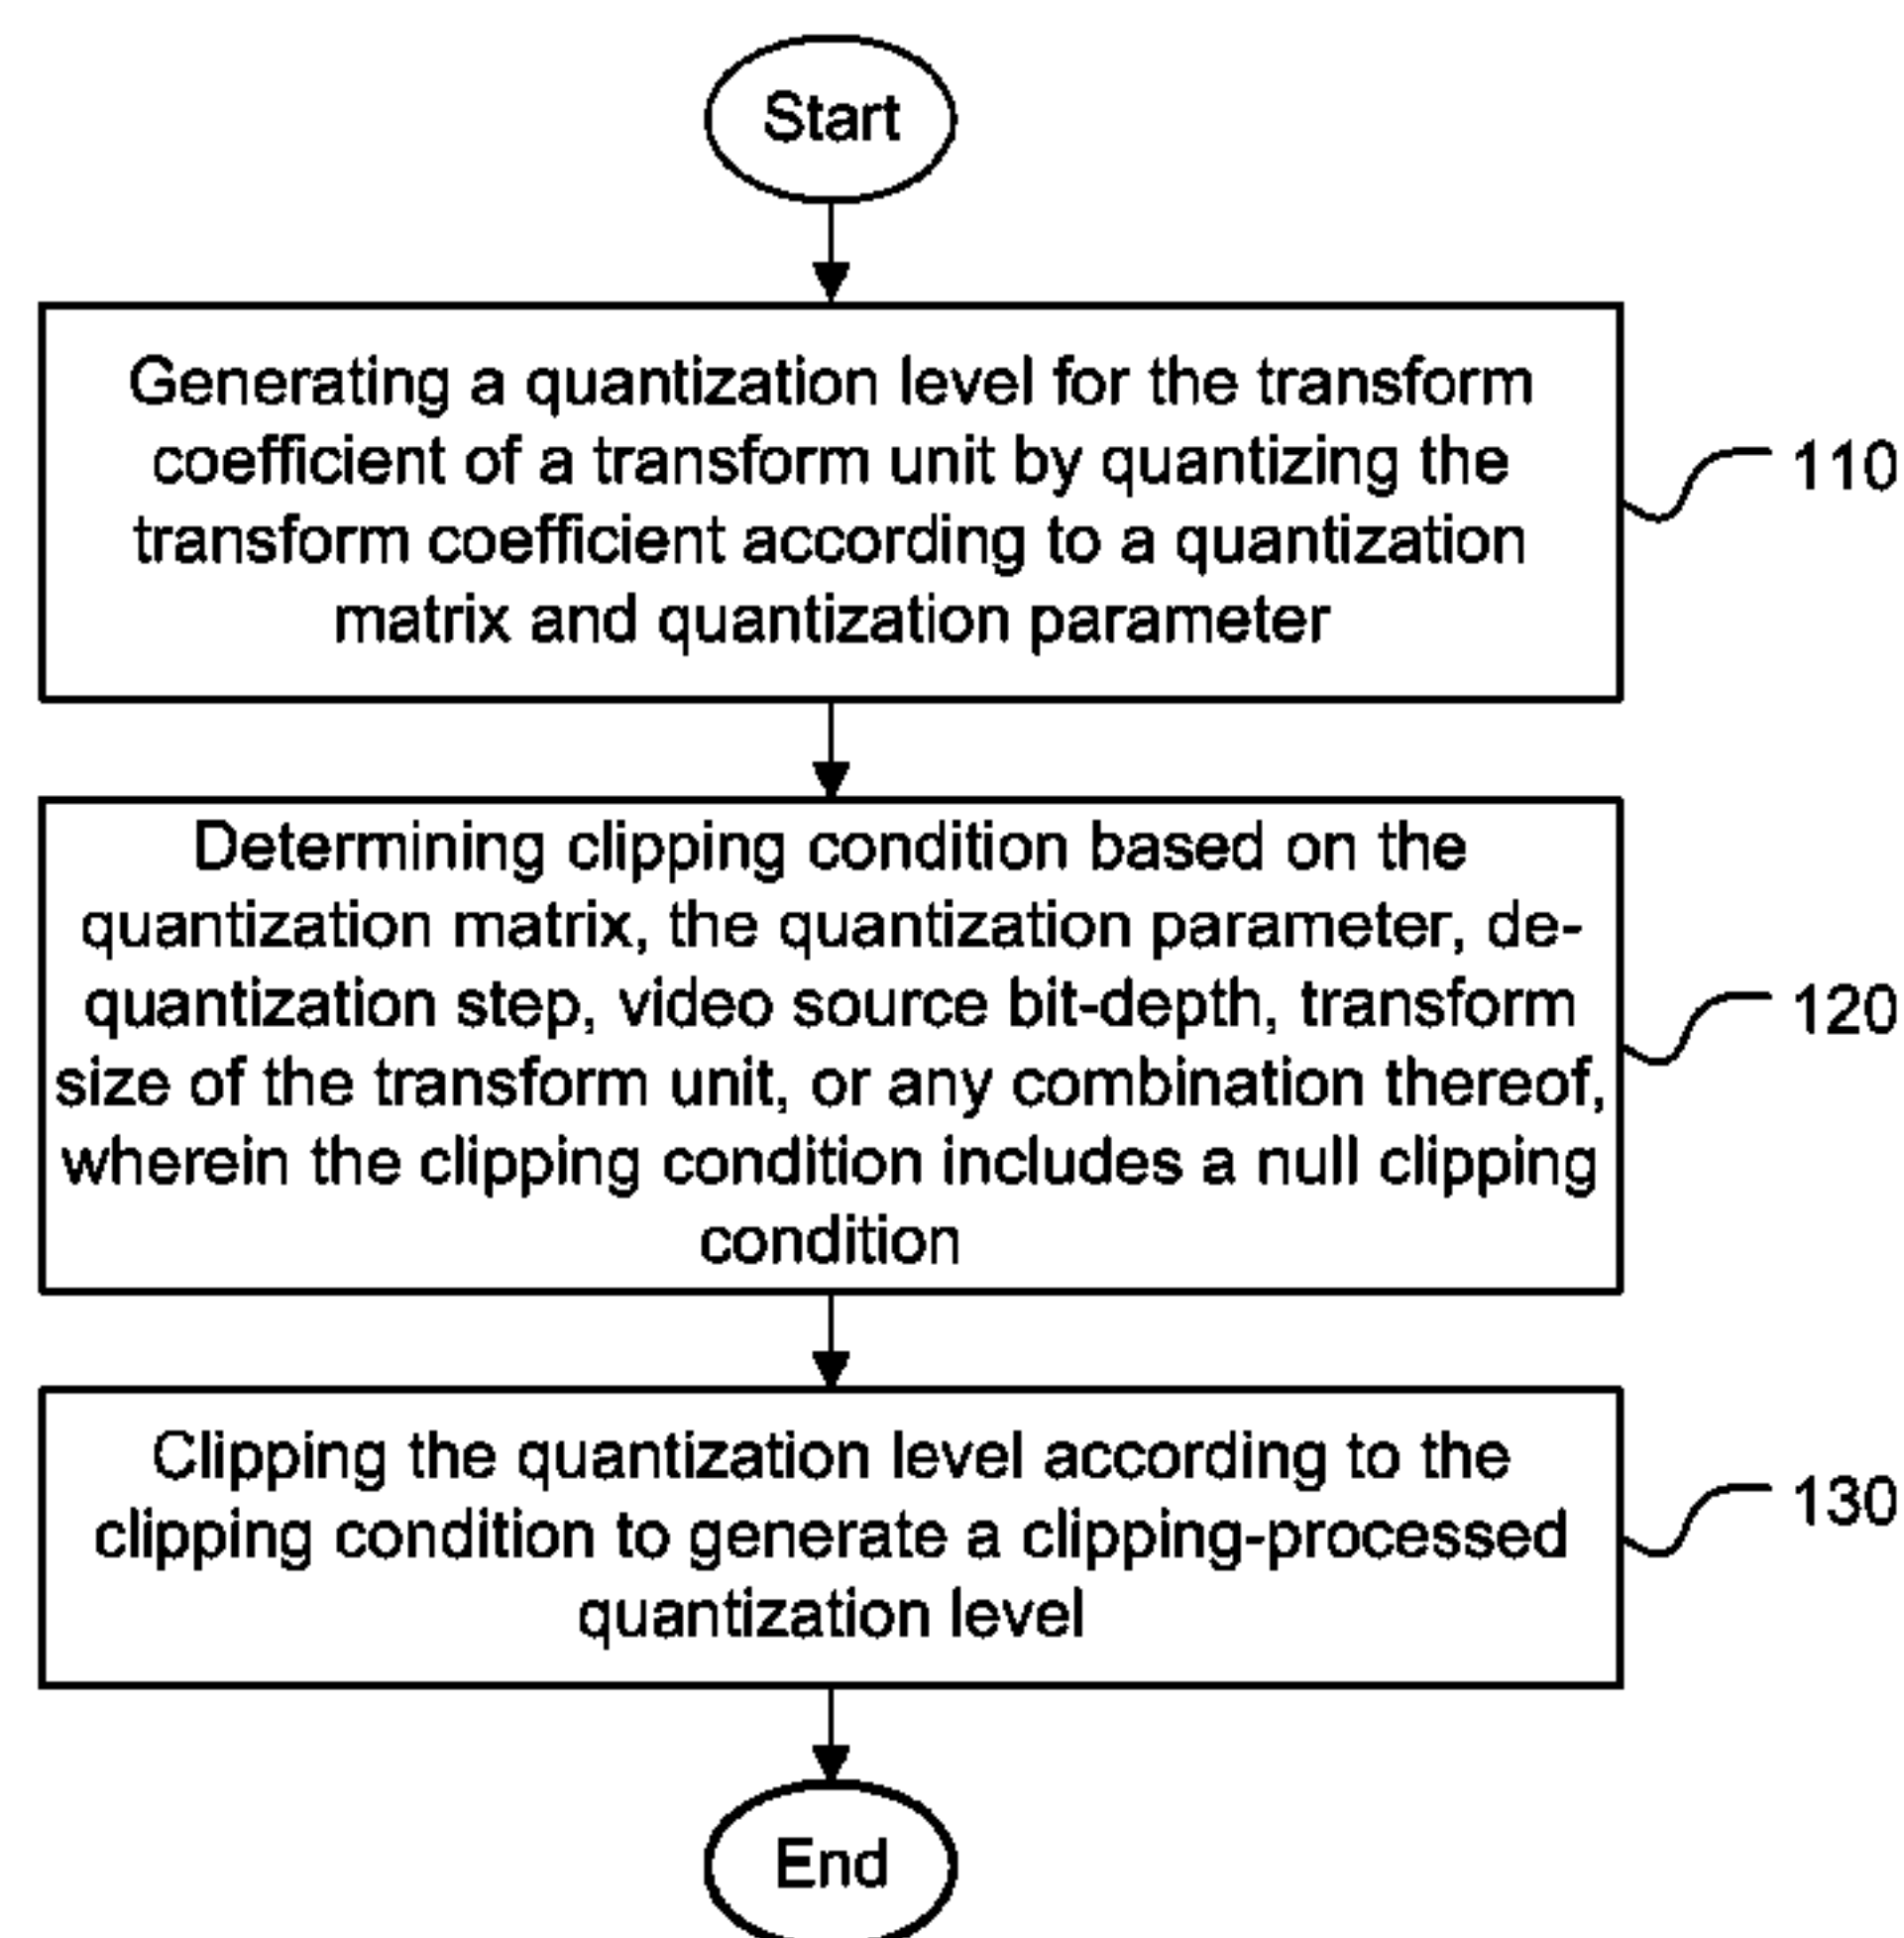 Start
Generating a quantization level for the transform
coefficient of a transform unit by quantizing the
transform coefficient according to a quantization
matrix and quantization parameter
110
Determining clipping condition based on the
quantization matrix, the quantization parameter, de-
quantization step, video source bit-depth, transform
size of the transform unit, or any combination thereof,
wherein the clipping condition includes a null clipping
condition
120
Clipping the quantization level according to the
clipping condition to generate a clipping-processed
quantization level
130
End